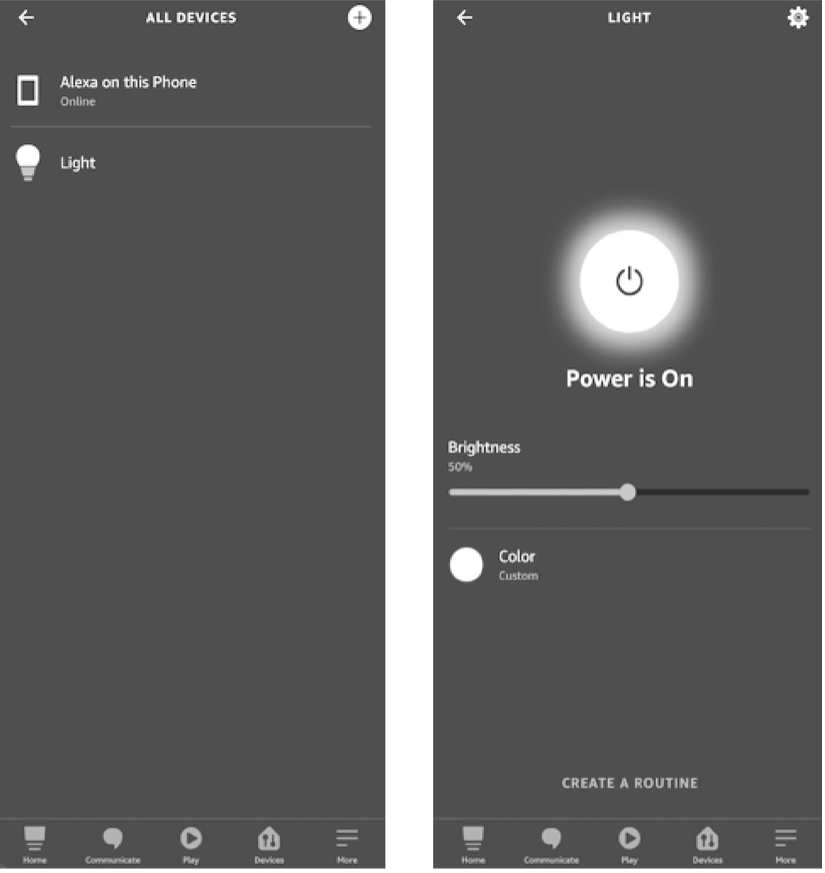 ALL DEVICES
Alexa on this Phone
Online
Light
Home Communicate Play Devices More
LIGHT
Power is On
Brightness
50%
Color
Custom
CREATE A ROUTINE
Home Communicate Play Devices More